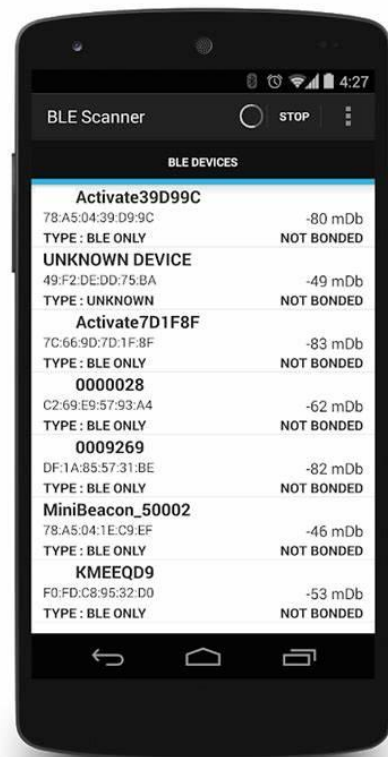 4:27
BLE Scanner STOP
BLE DEVICES
Activate39D99C
78:A5:04:39:D9:9C -80 mDb
TYPE : BLE ONLY NOT BONDED
UNKNOWN DEVICE
49:F2:DE:DD:75:BA -49 mDb
TYPE : UNKNOWN NOT BONDED
Activate7D1F8F
7C:66:9D:7D:1F:8F -83 mDb
TYPE : BLE ONLY NOT BONDED
0000028
C2:69:E9:57:93:A4 -62 mDb
TYPE : BLE ONLY NOT BONDED
0009269
DF:1A:85:57:31:BE -82 mDb
TYPE : BLE ONLY NOT BONDED
MiniBeacon_50002
78:A5:04:1E:C9:EF -46 mDb
TYPE : BLE ONLY NOT BONDED
KMEEQD9
F0:FD:C8:95:32:D0 -53 mDb
TYPE : BLE ONLY NOT BONDED